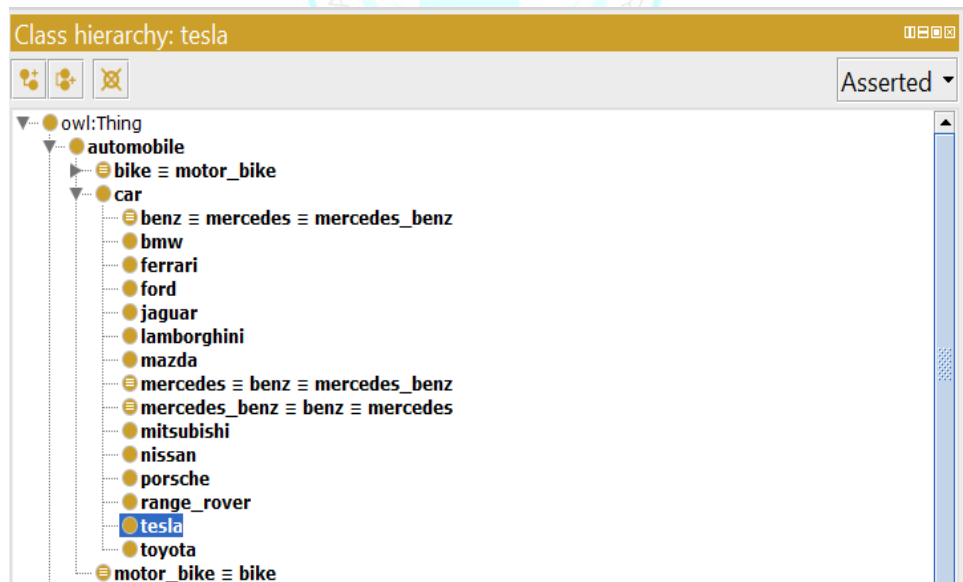 Class hierarchy: tesla
Asserted
owl:Thing
automobile
bike ≡ motor_bike
car
benz ≡ mercedes ≡ mercedes_benz
bmw
ferrari
ford
jaguar
lamborghini
mazda
mercedes ≡ benz ≡ mercedes_benz
mercedes_benz ≡ benz ≡ mercedes
mitsubishi
nissan
porsche
range_rover
tesla
toyota
motor_bike ≡ bike